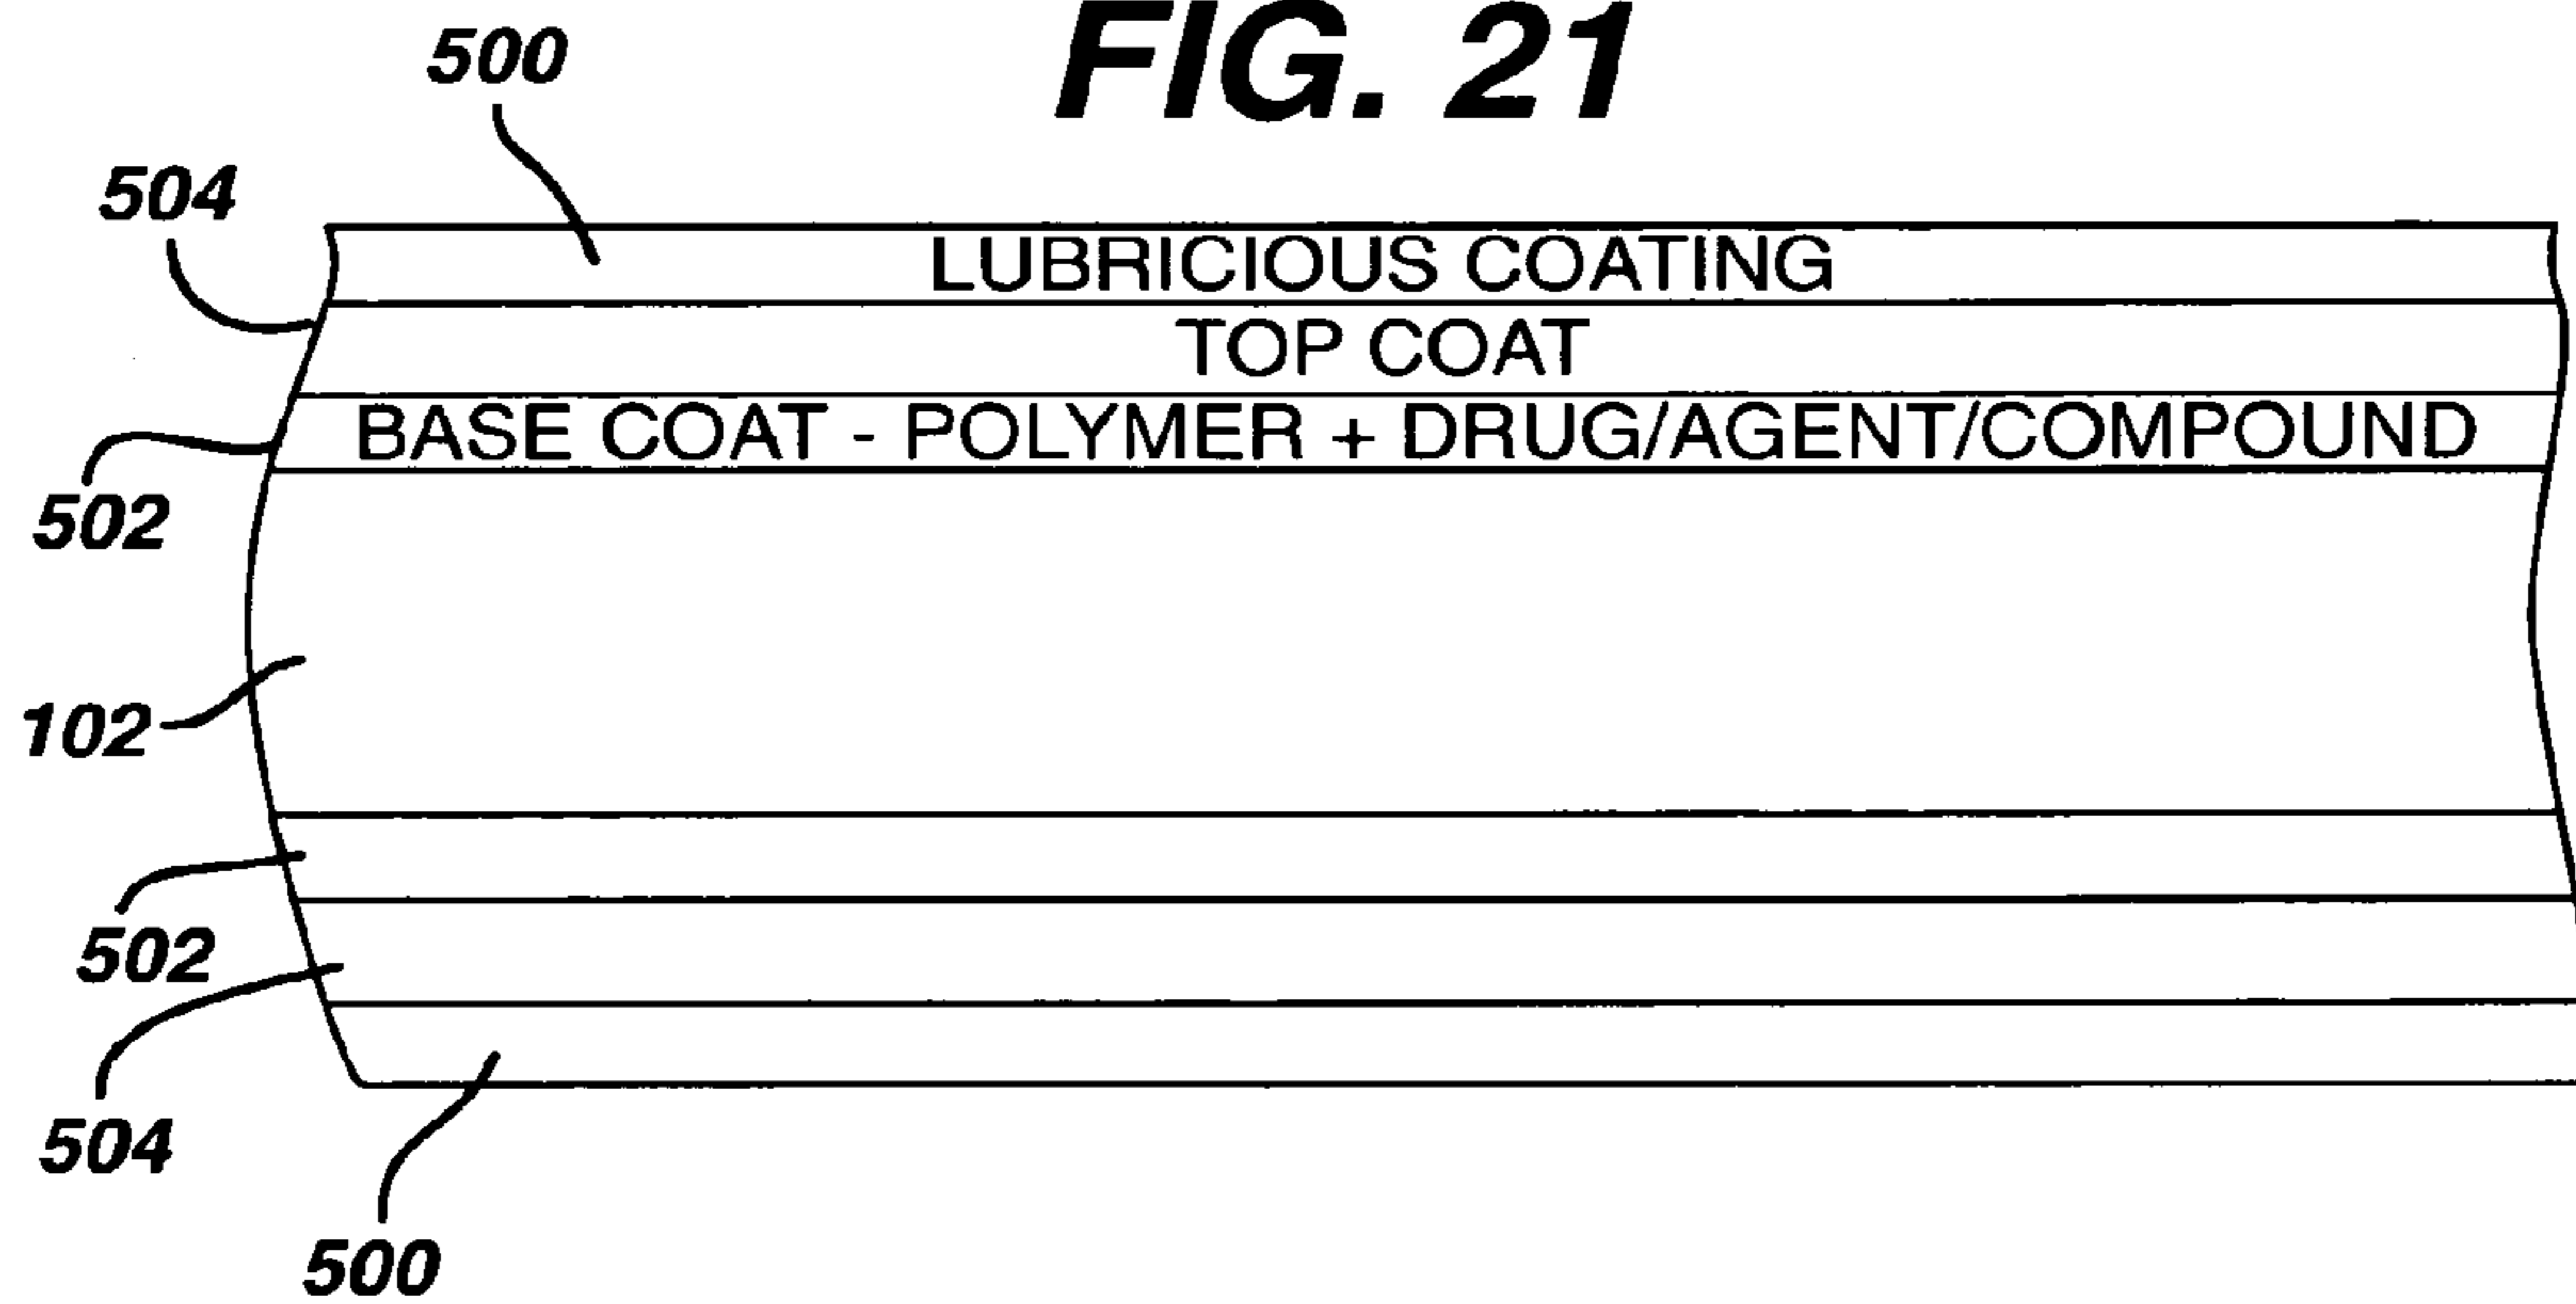 FIG. 21
500
504
LUBRICIOUS COATING
TOP COAT
BASE COAT - POLYMER + DRUG/AGENT/COMPOUND
502
102
502
504
500